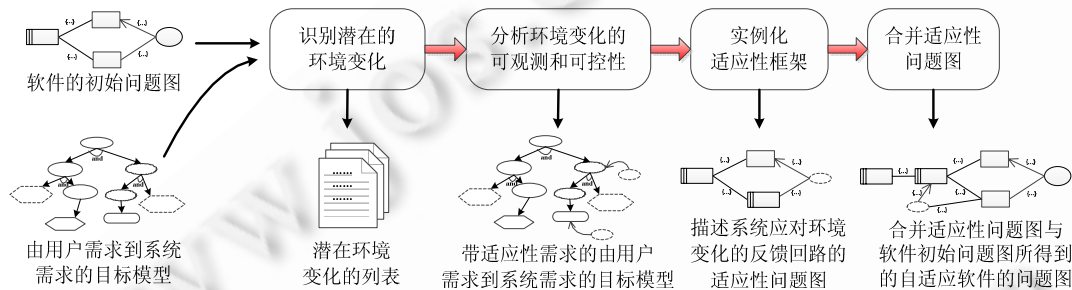 识别潜在的
环境变化
分析环境变化的
可观测和可控性
实例化
适应性框架
合并适应性
问题图
{...}
{...}
{...}
{...}
软件的初始问题图
and
and
and
由用户需求到系统
需求的目标模型
潜在环境
变化的列表
and
and
and
带适应性需求的由用户
需求到系统需求的目标模型
{...}
{...}
{...}
{...}
描述系统应对环境
变化的反馈回路的
适应性问题图
{...}
{...}
{...}
{...}
{...}
{...}
{...}
合并适应性问题图与
软件初始问题图所得到
的自适应软件的问题图